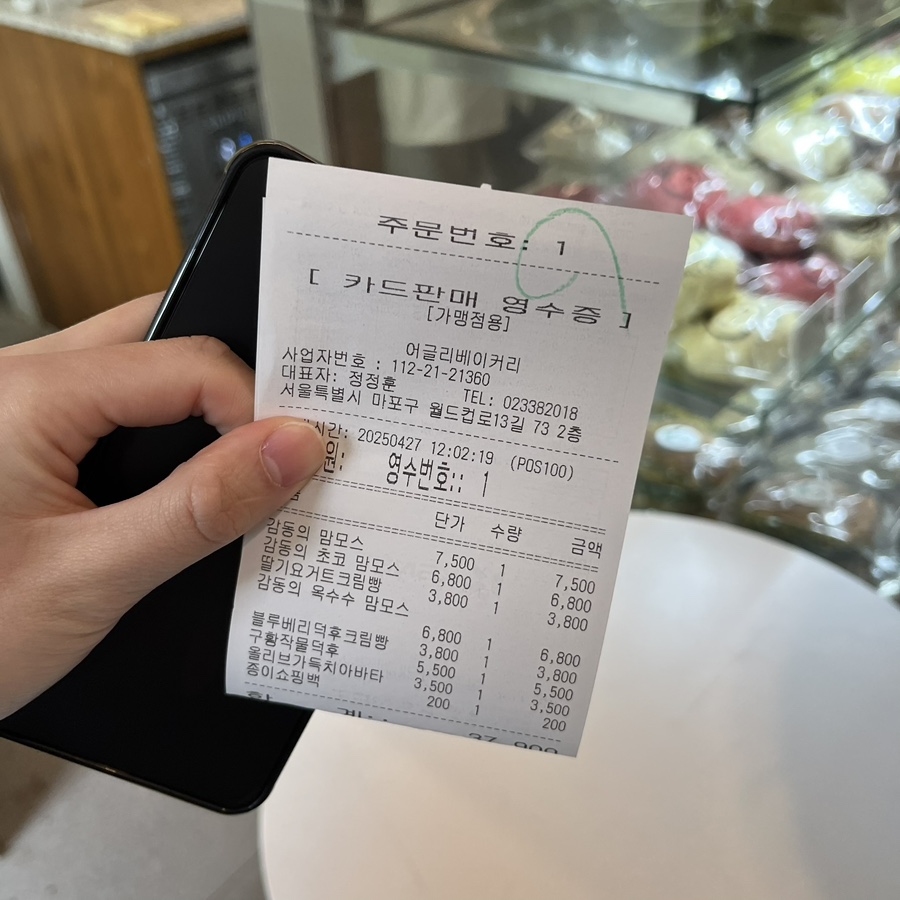 주문번호: 1
[ 카드판매 영수증 ]
[가맹점용]
어글리베이커리
사업자번호 : 112-21-21360
대표자: 정정훈 TEL: 023382018
서울특별시 마포구 월드컵로13길 73 2층
시간: 20250427 12:02:19 (POS100)
원: 영수번호:: 1
단가 수량 금액
감동의 맘모스 7,500 1 7,500
감동의 초코 맘모스 6,800 1 6,800
딸기요거트크림빵 3,800 1 3,800
감동의 옥수수 맘모스
6,800 1 6,800
블루베리덕후크림빵 3,800 1 3,800
구황작물덕후 5,500 1 5,500
올리브가득치아바타 3,500 1 3,500
종이쇼핑백 200 1 200
합 계:: 37,900